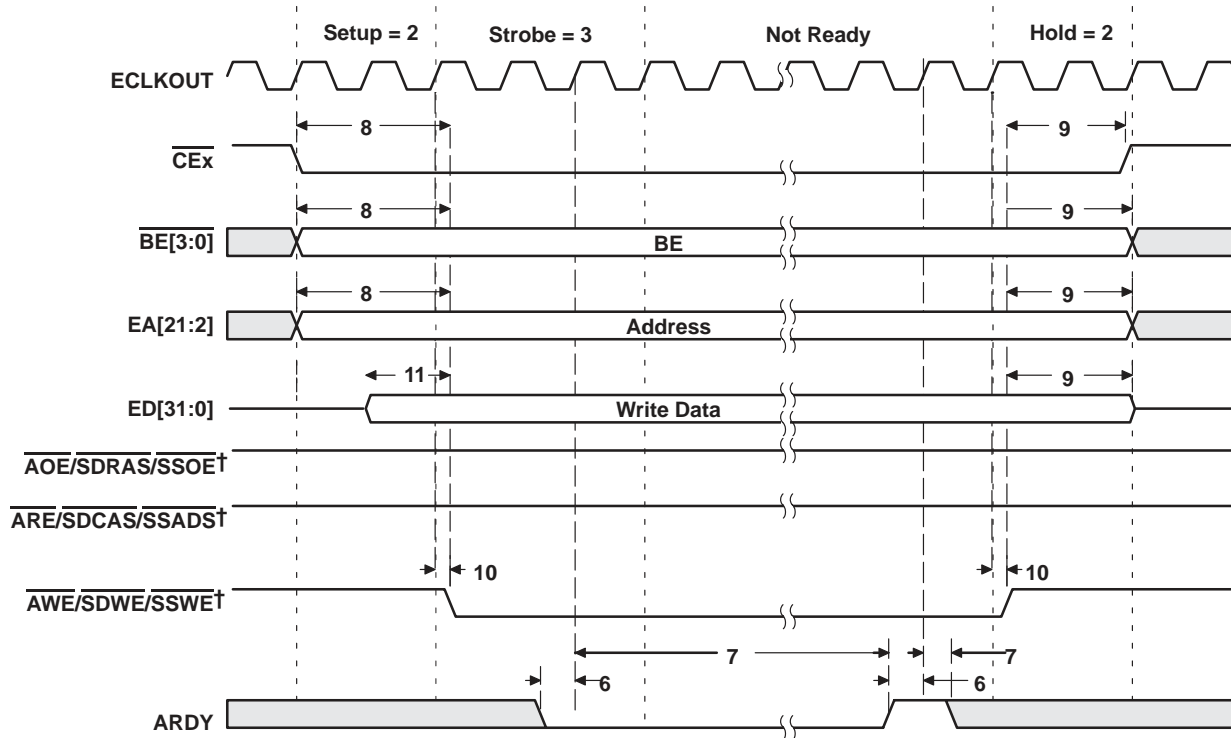 Setup = 2 Strobe = 3 Not Ready Hold = 2
ECLKOUT
8 9
CEx
8 9
BE[3:0] BE
8 9
EA[21:2] Address
11 9
ED[31:0] Write Data
AOE/SDRAS/SSOE†
ARE/SDCAS/SSADS†
10 10
AWE/SDWE/SSWE†
7 7
6 6
ARDY